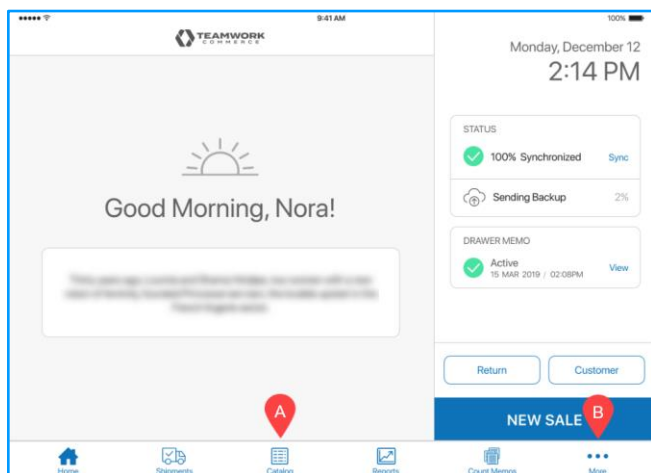 9:41 AM
100%
TEAMWORK
COMMERCE
Monday, December 12
2:14 PM
STATUS
100% Synchronized
Sync
Sending Backup
2%
Good Morning, Nora!
DRAWER MEMO
Active
View
15 MAR 2019 / 02:08PM
Return
Customer
A
NEW SALE
B
Home
Shipments
Catalog
Reports
Count Memos
More